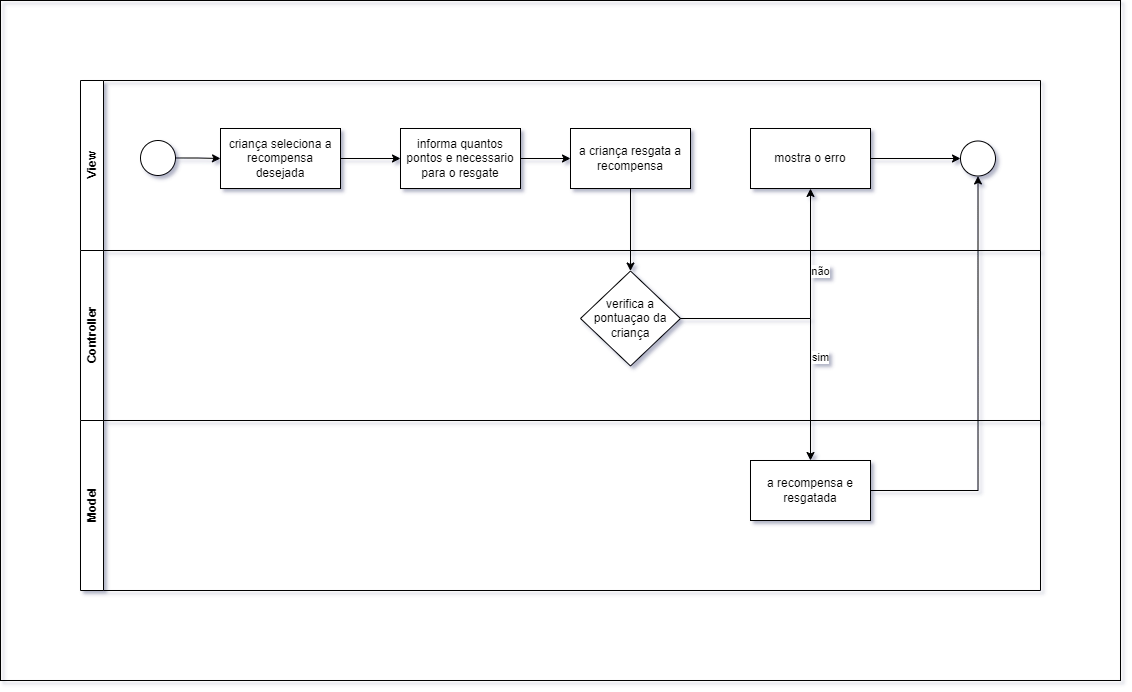 View
criança seleciona a
recompensa
desejada
informa quantos
pontos e necessario
para o resgate
a criança resgata a
recompensa
mostra o erro
Controller
verifica a
pontuaçao da
criança
não
sim
Model
a recompensa e
resgatada